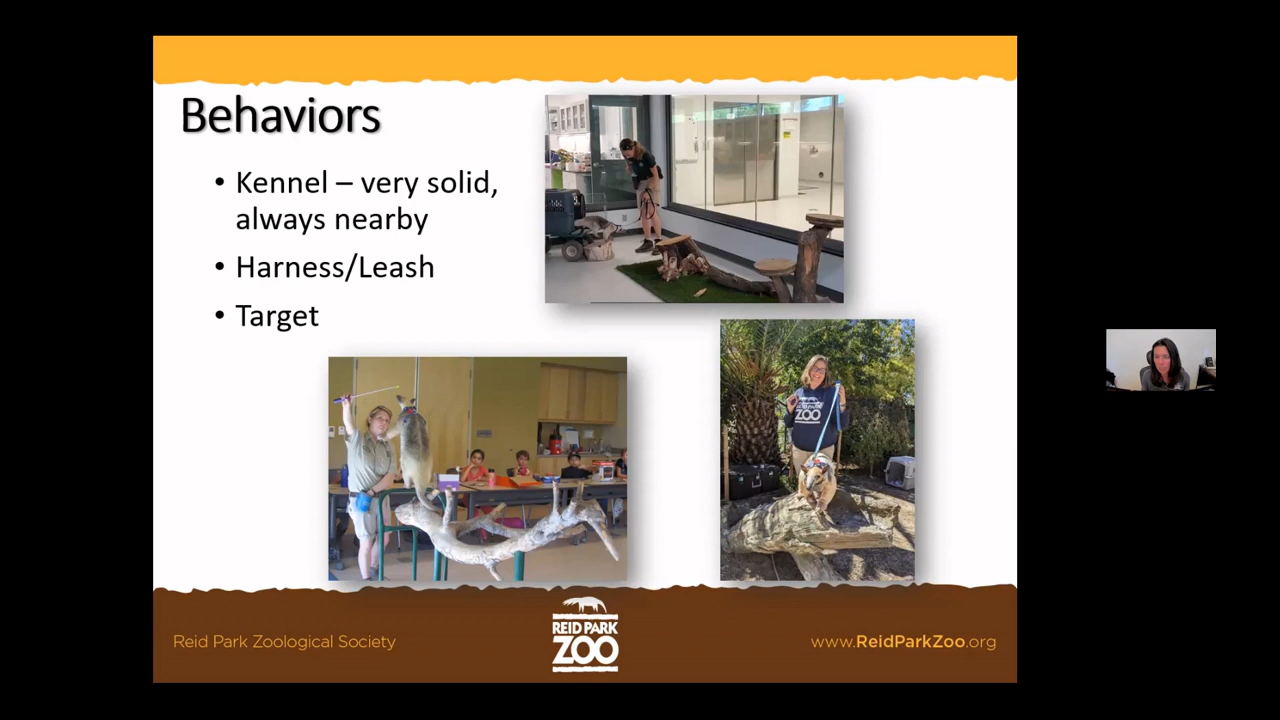 Behaviors
• Kennel – very solid,
always nearby
• Harness/Leash
• Target
ZOO
Reid Park Zoological Society
REID PARK
ZOO
www.ReidParkZoo.org